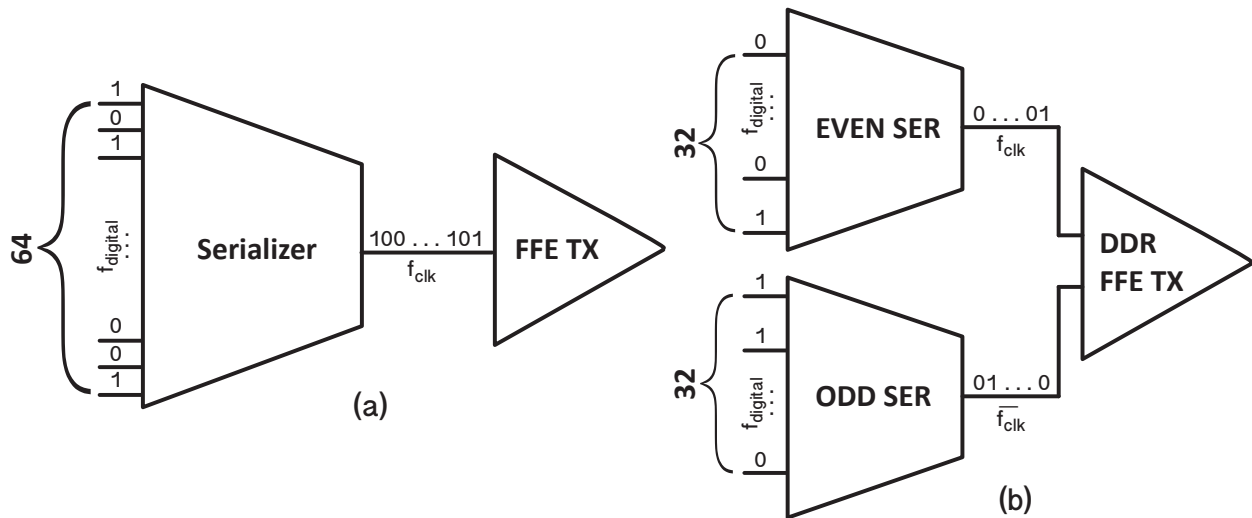 1
0
1
64
f_digital
...
0
0
1
Serializer
100 ... 101
f_clk
FFE TX
(a)
0
32
f_digital
...
0
1
EVEN SER
0 ... 01
f_clk
1
1
32
f_digital
...
0
ODD SER
01 ... 0
f̅_clk
DDR
FFE TX
(b)